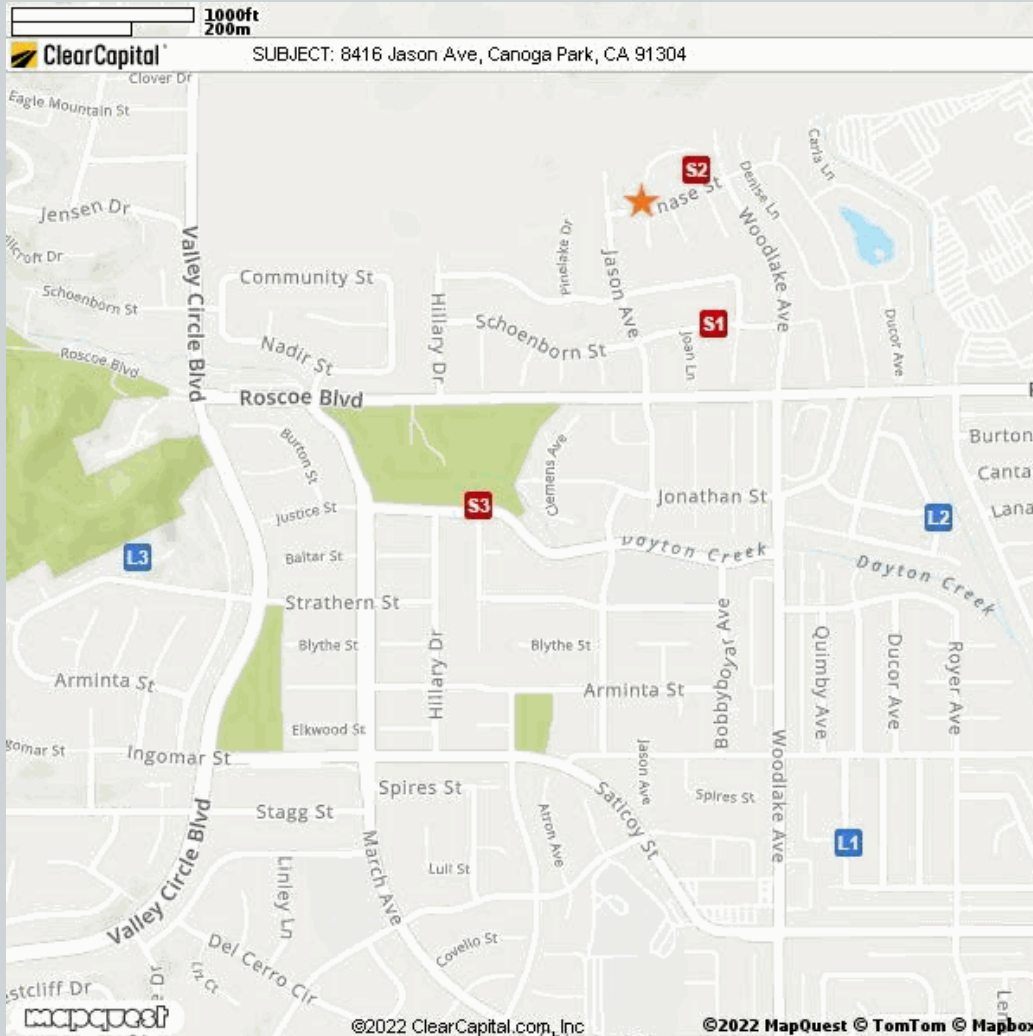 1000ft
200m
ClearCapital
SUBJECT: 8416 Jason Ave, Canoga Park, CA 91304
Clover Dr
Eagle Mountain St
Carla Ln
S2
Denise Ln
nase St
Jensen Dr
Woodlake Ave
Pinelake Dr
Valley Circle Blvd
Jason Ave
Community St
Schoenborn St
Hillary Dr
S1
Schoenborn St
Joan Ln
Ducor Ave
Nadir St
Roscoe Blvd
Roscoe Blvd
Burton St
Clemens Ave
Burton
Canta
Jonathan St
S3
Justice St
L2
Lana
Dayton Creek
L3
Baltar St
Dayton Creek
Strathern St
Blythe St
Blythe St
Hillary Dr
Bobbyboyar Ave
Quimby Ave
Ducor Ave
Royer Ave
Arminta St
Arminta St
Elkwood St
gomar St
Ingomar St
Jason Ave
Woodlake Ave
Spires St
Saticoy St
Spires St
Stagg St
Atron Ave
L1
Valley Circle Blvd
March Ave
Linley Ln
Lull St
Del Cerro Cir
Covello St
Liz Ct
e Dr
stcliff Dr
Len
mapquest
©2022 ClearCapital.com, Inc
©2022 MapQuest © TomTom © Mapbox